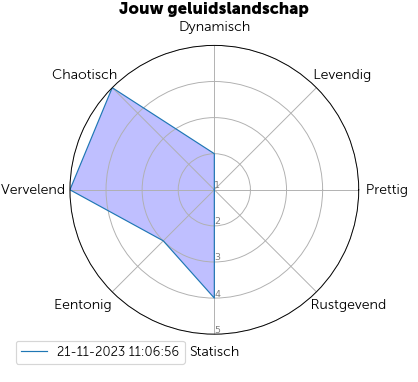 Jouw geluidslandschap
Dynamisch
Chaotisch
Levendig
Vervelend
Prettig
1
2
3
4
5
Eentonig
Rustgevend
Statisch
21-11-2023 11:06:56